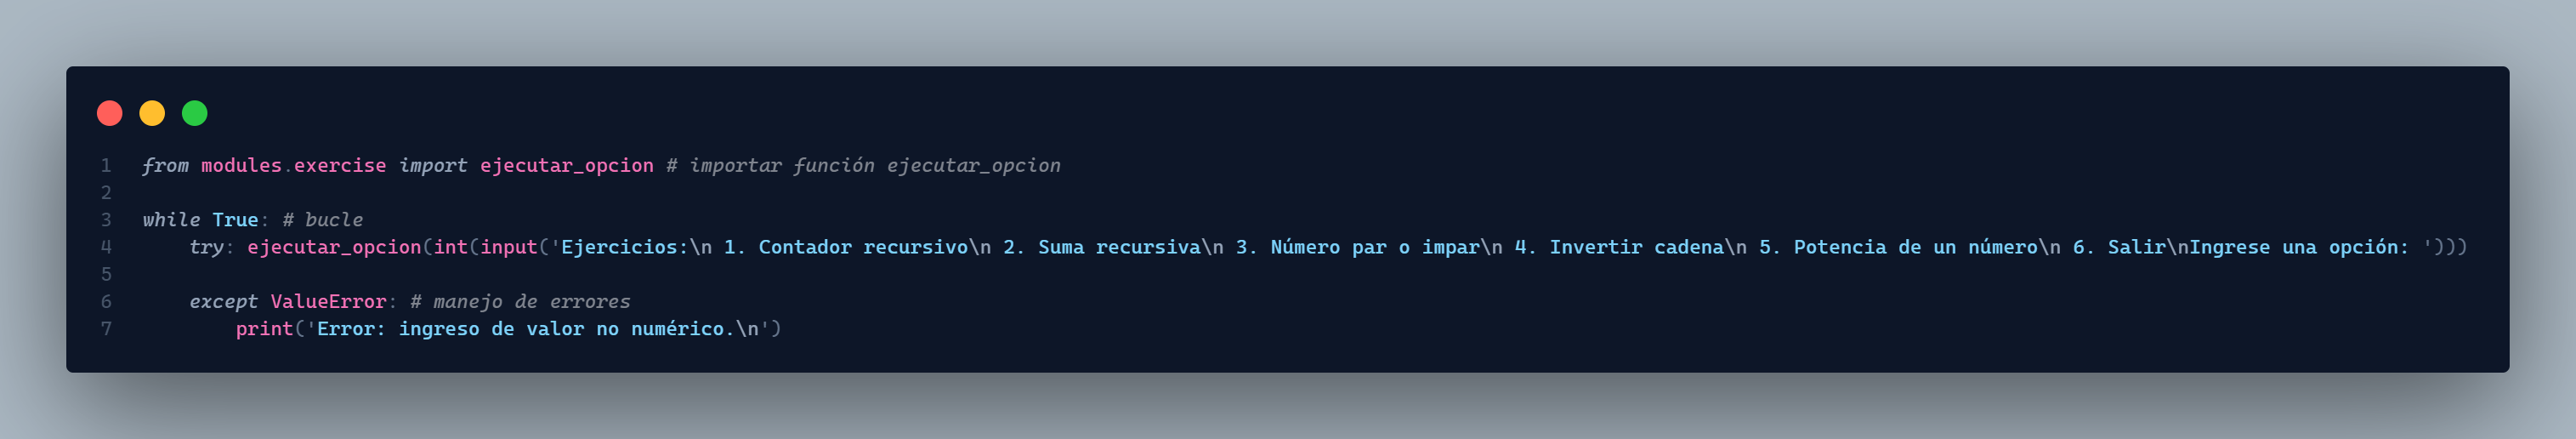 1 from modules.exercise import ejecutar_opcion # importar función ejecutar_opcion
2
3 while True: # bucle
4     try: ejecutar_opcion(int(input('Ejercicios:\n 1. Contador recursivo\n 2. Suma recursiva\n 3. Número par o impar\n 4. Invertir cadena\n 5. Potencia de un número\n 6. Salir\nIngrese una opción: ')))
5
6     except ValueError: # manejo de errores
7         print('Error: ingreso de valor no numérico.\n')